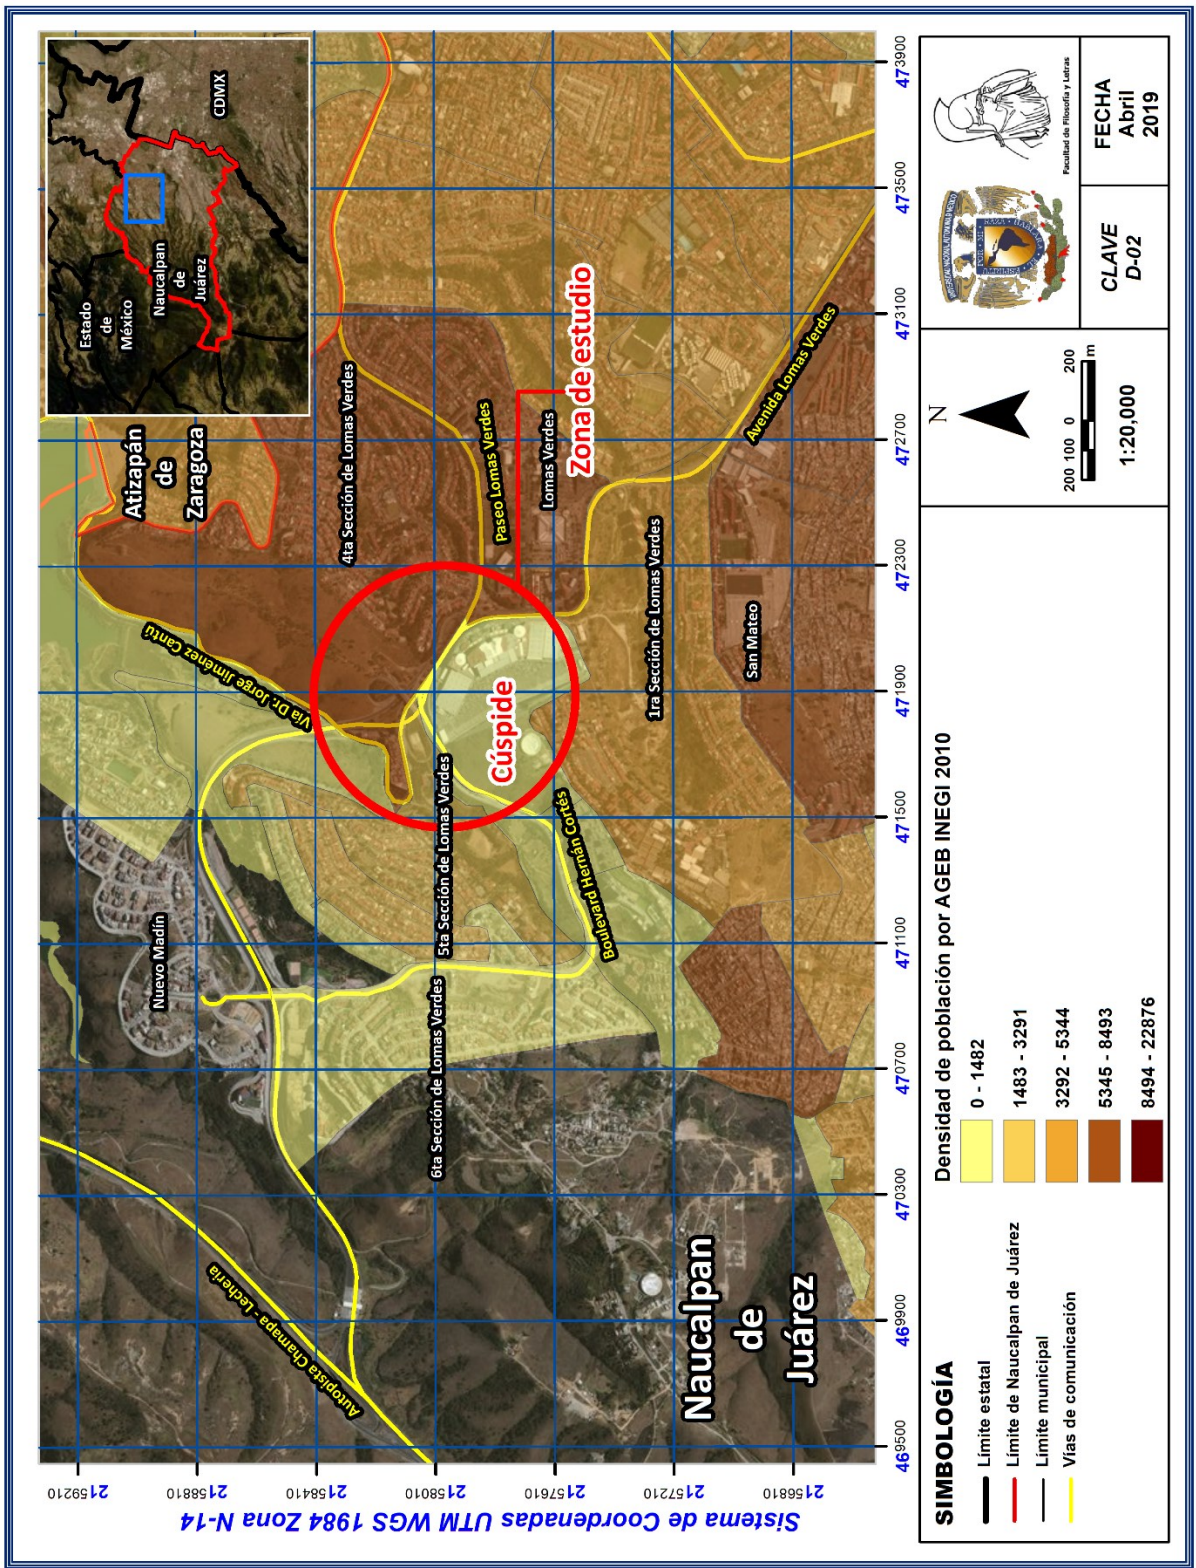 Estado
de
México
Naucalpan
de
Juárez
CDMX
Atizapán
de
Zaragoza
Vía Dr. Jorge Jiménez Cantú
Nuevo Madín
Autopista Chamapa - Lechería
4ta Sección de Lomas Verdes
5ta Sección de Lomas Verdes
6ta Sección de Lomas Verdes
Paseo Lomas Verdes
Cúspide
Lomas Verdes
Zona de estudio
Boulevard Hernán Cortés
1ra Sección de Lomas Verdes
San Mateo
Avenida Lomas Verdes
Naucalpan
de
Juárez
2159210
2158810
2158410
2158010
2157610
2157210
2156810
Sistema de Coordenadas UTM WGS 1984 Zona N-14
469500
469900
470300
470700
471100
471500
471900
472300
472700
473100
473500
473900
SIMBOLOGÍA
Límite estatal
Límite de Naucalpan de Juárez
Límite municipal
Vías de comunicación
Densidad de población por AGEB INEGI 2010
0 - 1482
1483 - 3291
3292 - 5344
5345 - 8493
8494 - 22876
N
200 100 0 200
m
1:20,000
Facultad de Filosofía y Letras
CLAVE
D-02
FECHA
Abril
2019